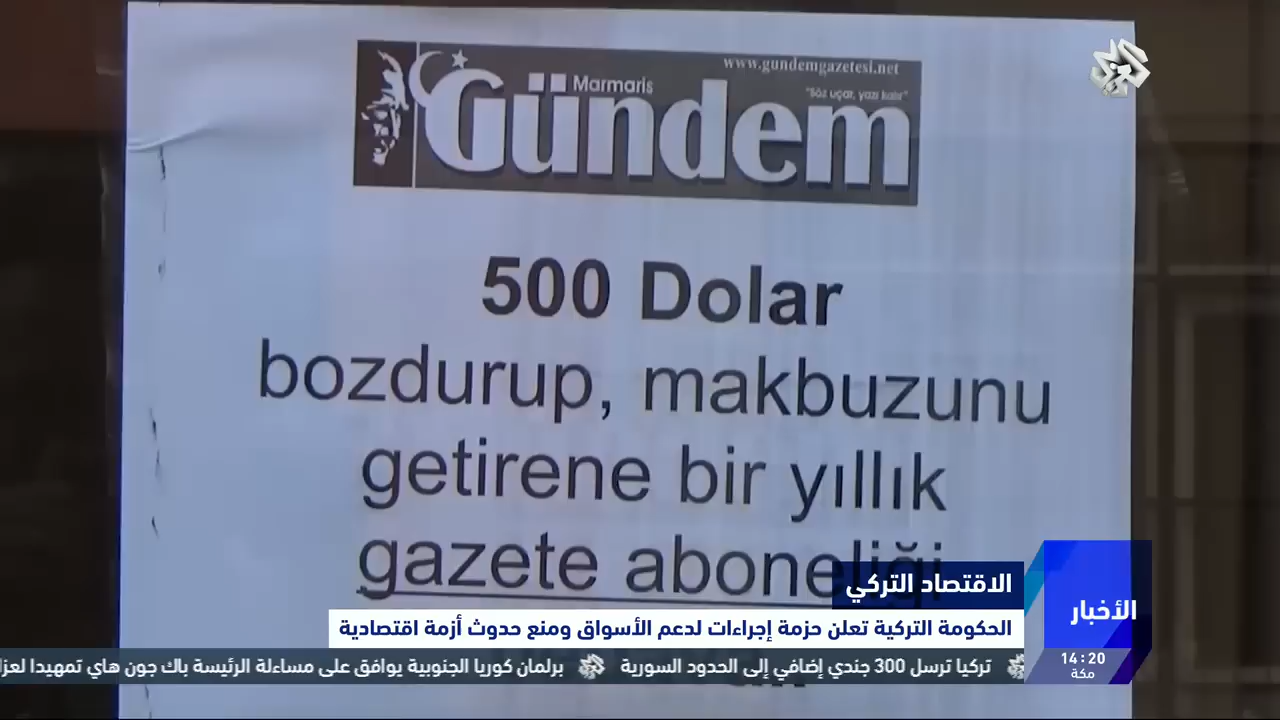 www.gundemgazetesi.net
Marmaris
"Söz uçar, yazı kalır"
Gündem
500 Dolar
bozdurup, makbuzunu
getirene bir yıllık
gazete aboneliği
الاقتصاد التركي
الأخبار
الحكومة التركية تعلن حزمة إجراءات لدعم الأسواق ومنع حدوث أزمة اقتصادية
14:20
مكة
تركيا ترسل 300 جندي إضافي إلى الحدود السورية
برلمان كوريا الجنوبية يوافق على مساءلة الرئيسة باك جون هاي تمهيدا لعزا